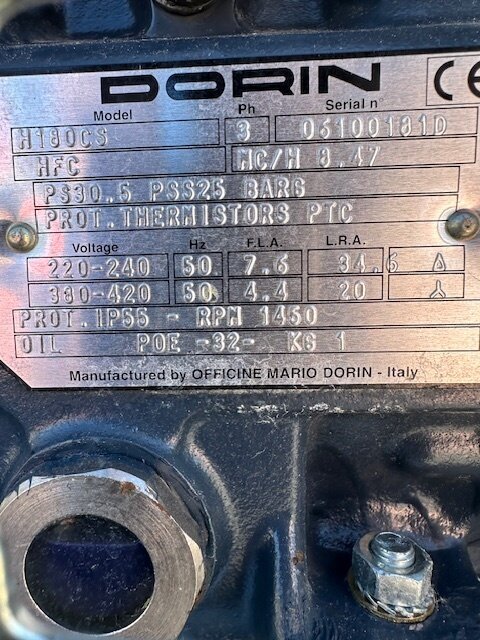 DORIN CE
Model Ph Serial n°
H180CS 3 06100181D
HFC MC/H 8.47
PS30.5 PSS25 BARG
PROT.THERMISTORS PTC
Voltage Hz F.L.A. L.R.A.
220-240 50 7.6 34.6 Δ
380-420 50 4.4 20
PROT.IP55 - RPM 1450
OIL POE -32- KG 1
Manufactured by OFFICINE MARIO DORIN - Italy